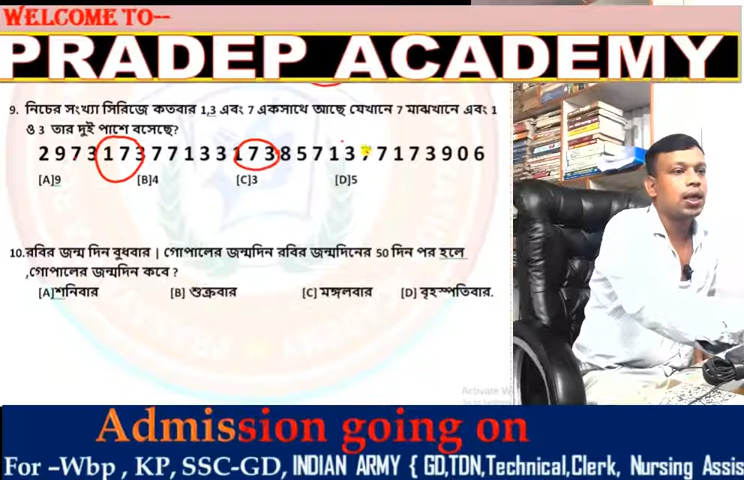 WELCOME TO--
PRADEP ACADEMY
9. নিচের সংখ্যা সিরিজে কতবার 1,3 এবং 7 একসাথে আছে যেখানে 7 মাঝখানে এবং 1
ও 3 তার দুই পাশে বসেছে?
2 9 7 3 1 7 3 7 7 1 3 3 1 7 3 8 5 7 1 3 7 7 1 7 3 9 0 6
[A]9 [B]4 [C]3 [D]5
10.রবির জন্ম দিন বুধবার | গোপালের জন্মদিন রবির জন্মদিনের 50 দিন পর হলে
,গোপালের জন্মদিন কবে ?
[A]শনিবার [B] শুক্রবার [C] মঙ্গলবার [D] বৃহস্পতিবার.
Activate W
Admission going on
For –Wbp , KP, SSC-GD, INDIAN ARMY { GD,TDN,Technical,Clerk, Nursing Assis